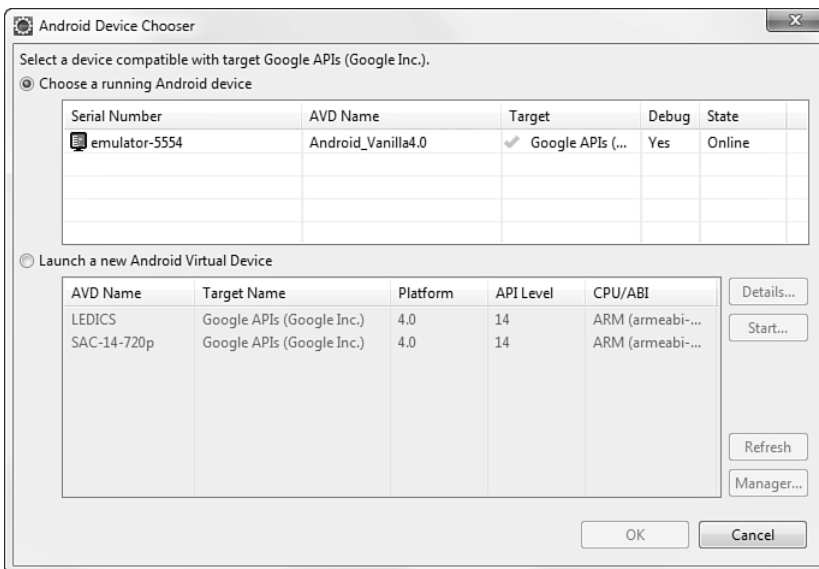 Android Device Chooser
Select a device compatible with target Google APIs (Google Inc.).
Choose a running Android device
Serial Number AVD Name Target Debug State
emulator-5554 Android_Vanilla4.0 Google APIs (... Yes Online
Launch a new Android Virtual Device
AVD Name Target Name Platform API Level CPU/ABI
LEDICS Google APIs (Google Inc.) 4.0 14 ARM (armeabi-...
SAC-14-720p Google APIs (Google Inc.) 4.0 14 ARM (armeabi-...
Details...
Start...
Refresh
Manager...
OK Cancel